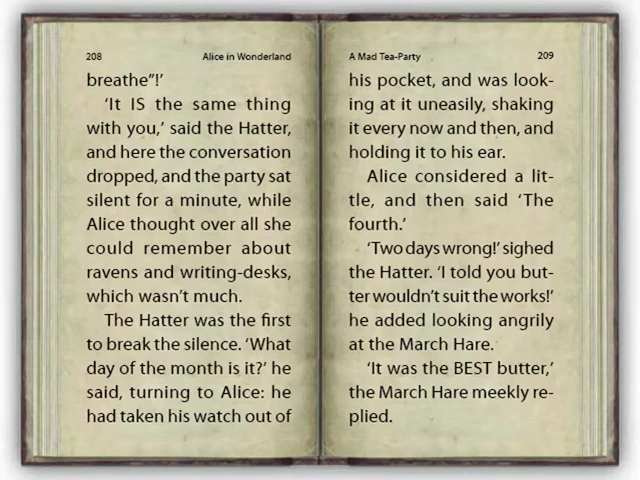 208 Alice in Wonderland
breathe”!’
‘It IS the same thing
with you,’ said the Hatter,
and here the conversation
dropped, and the party sat
silent for a minute, while
Alice thought over all she
could remember about
ravens and writing-desks,
which wasn’t much.
The Hatter was the first
to break the silence. ‘What
day of the month is it?’ he
said, turning to Alice: he
had taken his watch out of
A Mad Tea-Party 209
his pocket, and was look-
ing at it uneasily, shaking
it every now and then, and
holding it to his ear.
Alice considered a lit-
tle, and then said ‘The
fourth.’
‘Two days wrong!’ sighed
the Hatter. ‘I told you but-
ter wouldn’t suit the works!’
he added looking angrily
at the March Hare.
‘It was the BEST butter,’
the March Hare meekly re-
plied.